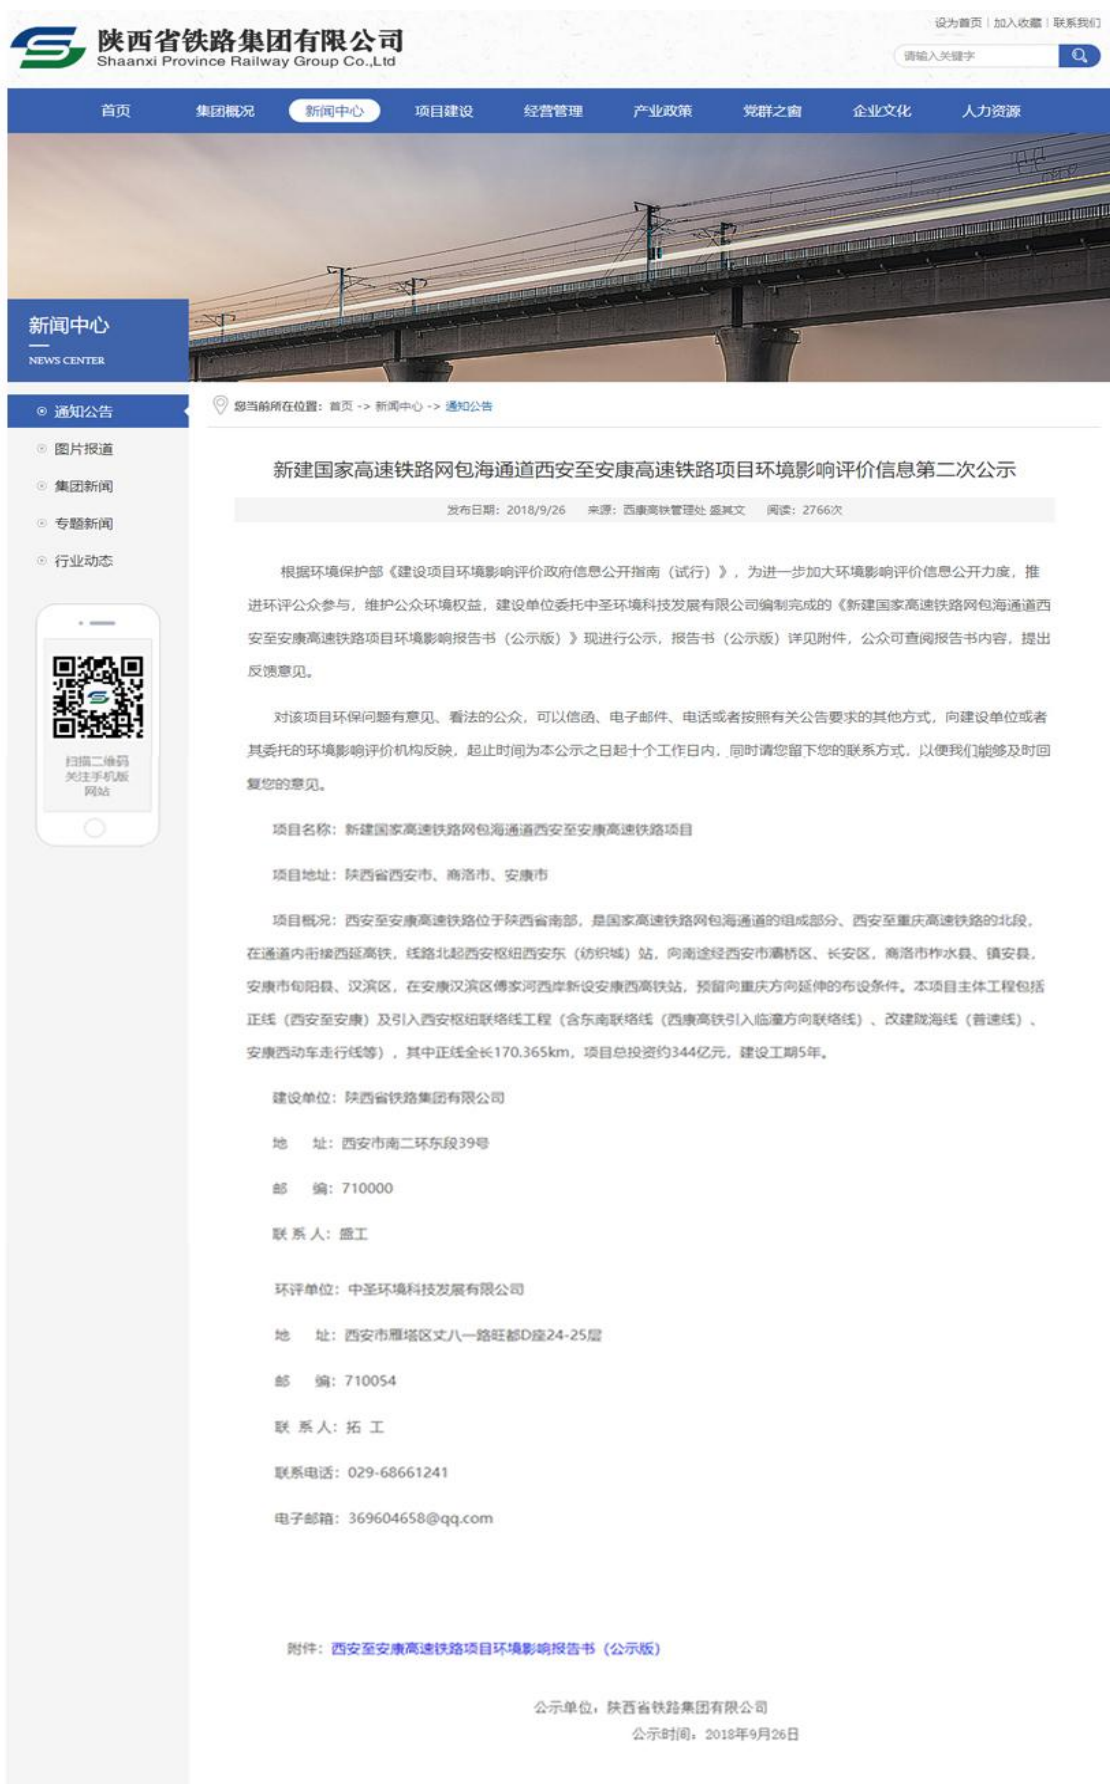 设为首页 | 加入收藏 | 联系我们
陕西省铁路集团有限公司
Shaanxi Province Railway Group Co.,Ltd
请输入关键字
首页 集团概况 新闻中心 项目建设 经营管理 产业政策 党群之窗 企业文化 人力资源
新闻中心
NEWS CENTER
通知公告
图片报道
集团新闻
专题新闻
行业动态
扫描二维码
关注手机版
网站
您当前所在位置：首页 -> 新闻中心 -> 通知公告
新建国家高速铁路网包海通道西安至安康高速铁路项目环境影响评价信息第二次公示
发布日期：2018/9/26 来源：西康高铁管理处 盛其文 阅读：2766次
根据环境保护部《建设项目环境影响评价政府信息公开指南（试行）》，为进一步加大环境影响评价信息公开力度，推
进环评公众参与，维护公众环境权益，建设单位委托中圣环境科技发展有限公司编制完成的《新建国家高速铁路网包海通道西
安至安康高速铁路项目环境影响报告书（公示版）》现进行公示，报告书（公示版）详见附件，公众可查阅报告书内容，提出
反馈意见。
对该项目环保问题有意见、看法的公众，可以信函、电子邮件、电话或者按照有关公告要求的其他方式，向建设单位或者
其委托的环境影响评价机构反映，起止时间为本公示之日起十个工作日内，同时请您留下您的联系方式，以便我们能够及时回
复您的意见。
项目名称：新建国家高速铁路网包海通道西安至安康高速铁路项目
项目地址：陕西省西安市、商洛市、安康市
项目概况：西安至安康高速铁路位于陕西省南部，是国家高速铁路网包海通道的组成部分、西安至重庆高速铁路的北段，
在通道内衔接西延高铁，线路北起西安枢纽西安东（纺织城）站，向南途经西安市灞桥区、长安区，商洛市柞水县、镇安县，
安康市旬阳县、汉滨区，在安康汉滨区傅家河西岸新设安康西高铁站，预留向重庆方向延伸的布设条件。本项目主体工程包括
正线（西安至安康）及引入西安枢纽联络线工程（含东南联络线（西康高铁引入临潼方向联络线）、改建陇海线（普速线）、
安康西动车走行线等），其中正线全长170.365km，项目总投资约344亿元，建设工期5年。
建设单位：陕西省铁路集团有限公司
地 址：西安市南二环东段39号
邮 编：710000
联 系 人：盛工
环评单位：中圣环境科技发展有限公司
地 址：西安市雁塔区丈八一路旺都D座24-25层
邮 编：710054
联 系 人：拓 工
联系电话：029-68661241
电子邮箱：369604658@qq.com
附件：西安至安康高速铁路项目环境影响报告书（公示版）
公示单位：陕西省铁路集团有限公司
公示时间：2018年9月26日